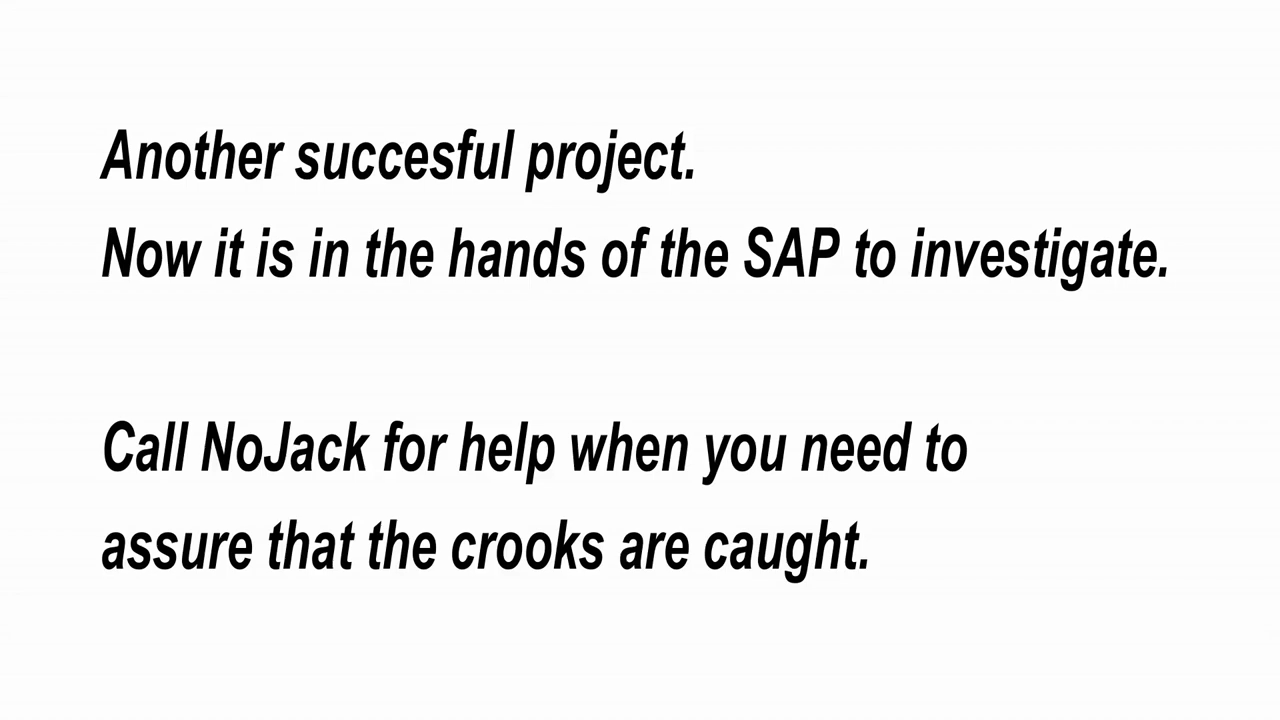 Another succesful project.
Now it is in the hands of the SAP to investigate.
Call NoJack for help when you need to
assure that the crooks are caught.